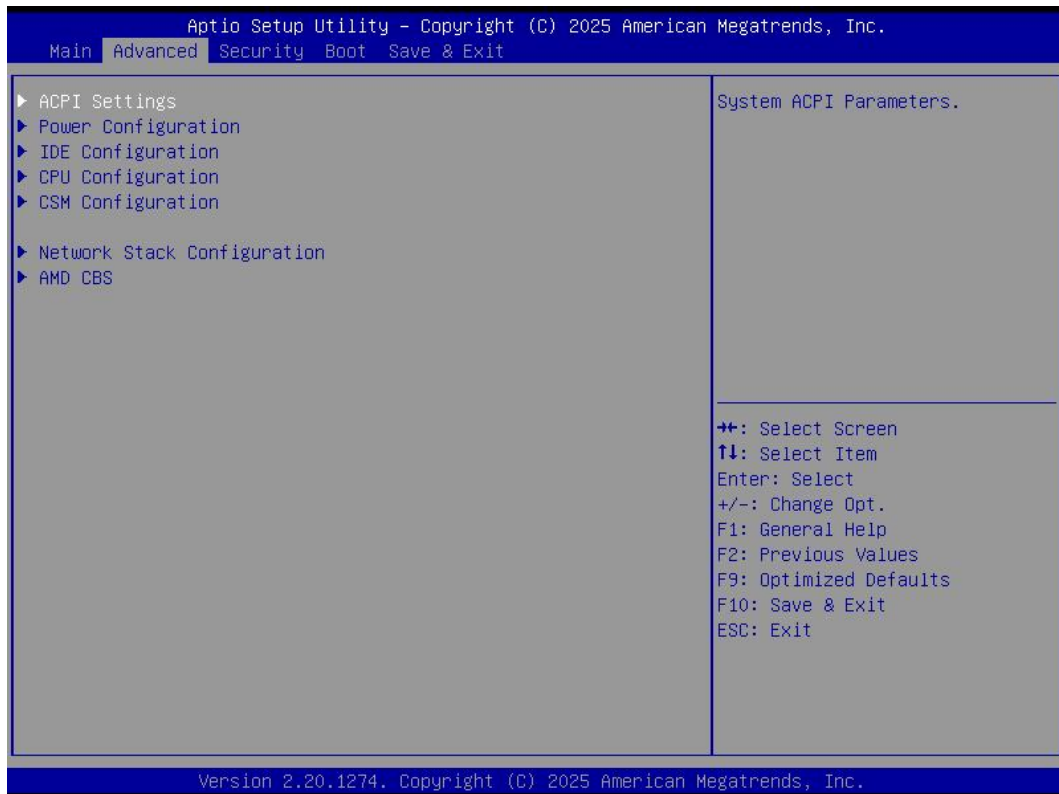 Aptio Setup Utility – Copyright (C) 2025 American Megatrends, Inc.
Main Advanced Security Boot Save & Exit
ACPI Settings
Power Configuration
IDE Configuration
CPU Configuration
CSM Configuration
Network Stack Configuration
AMD CBS
System ACPI Parameters.
→←: Select Screen
↑↓: Select Item
Enter: Select
+/-: Change Opt.
F1: General Help
F2: Previous Values
F9: Optimized Defaults
F10: Save & Exit
ESC: Exit
Version 2.20.1274. Copyright (C) 2025 American Megatrends, Inc.